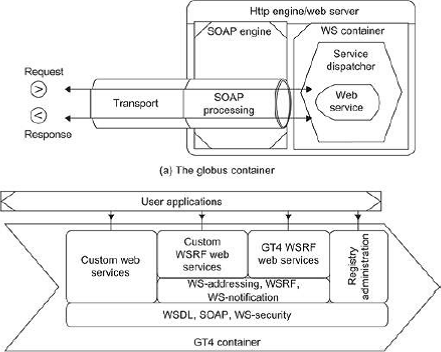 Http engine/web server
SOAP engine
WS container
Service
dispatcher
Request
>
Transport
SOAP
processing
Web
service
<
Response
(a) The globus container
User applications
Custom web
services
Custom
WSRF web
services
GT4 WSRF
web services
Registry
administration
WS-addressing, WSRF,
WS-notification
WSDL, SOAP, WS-security
GT4 container